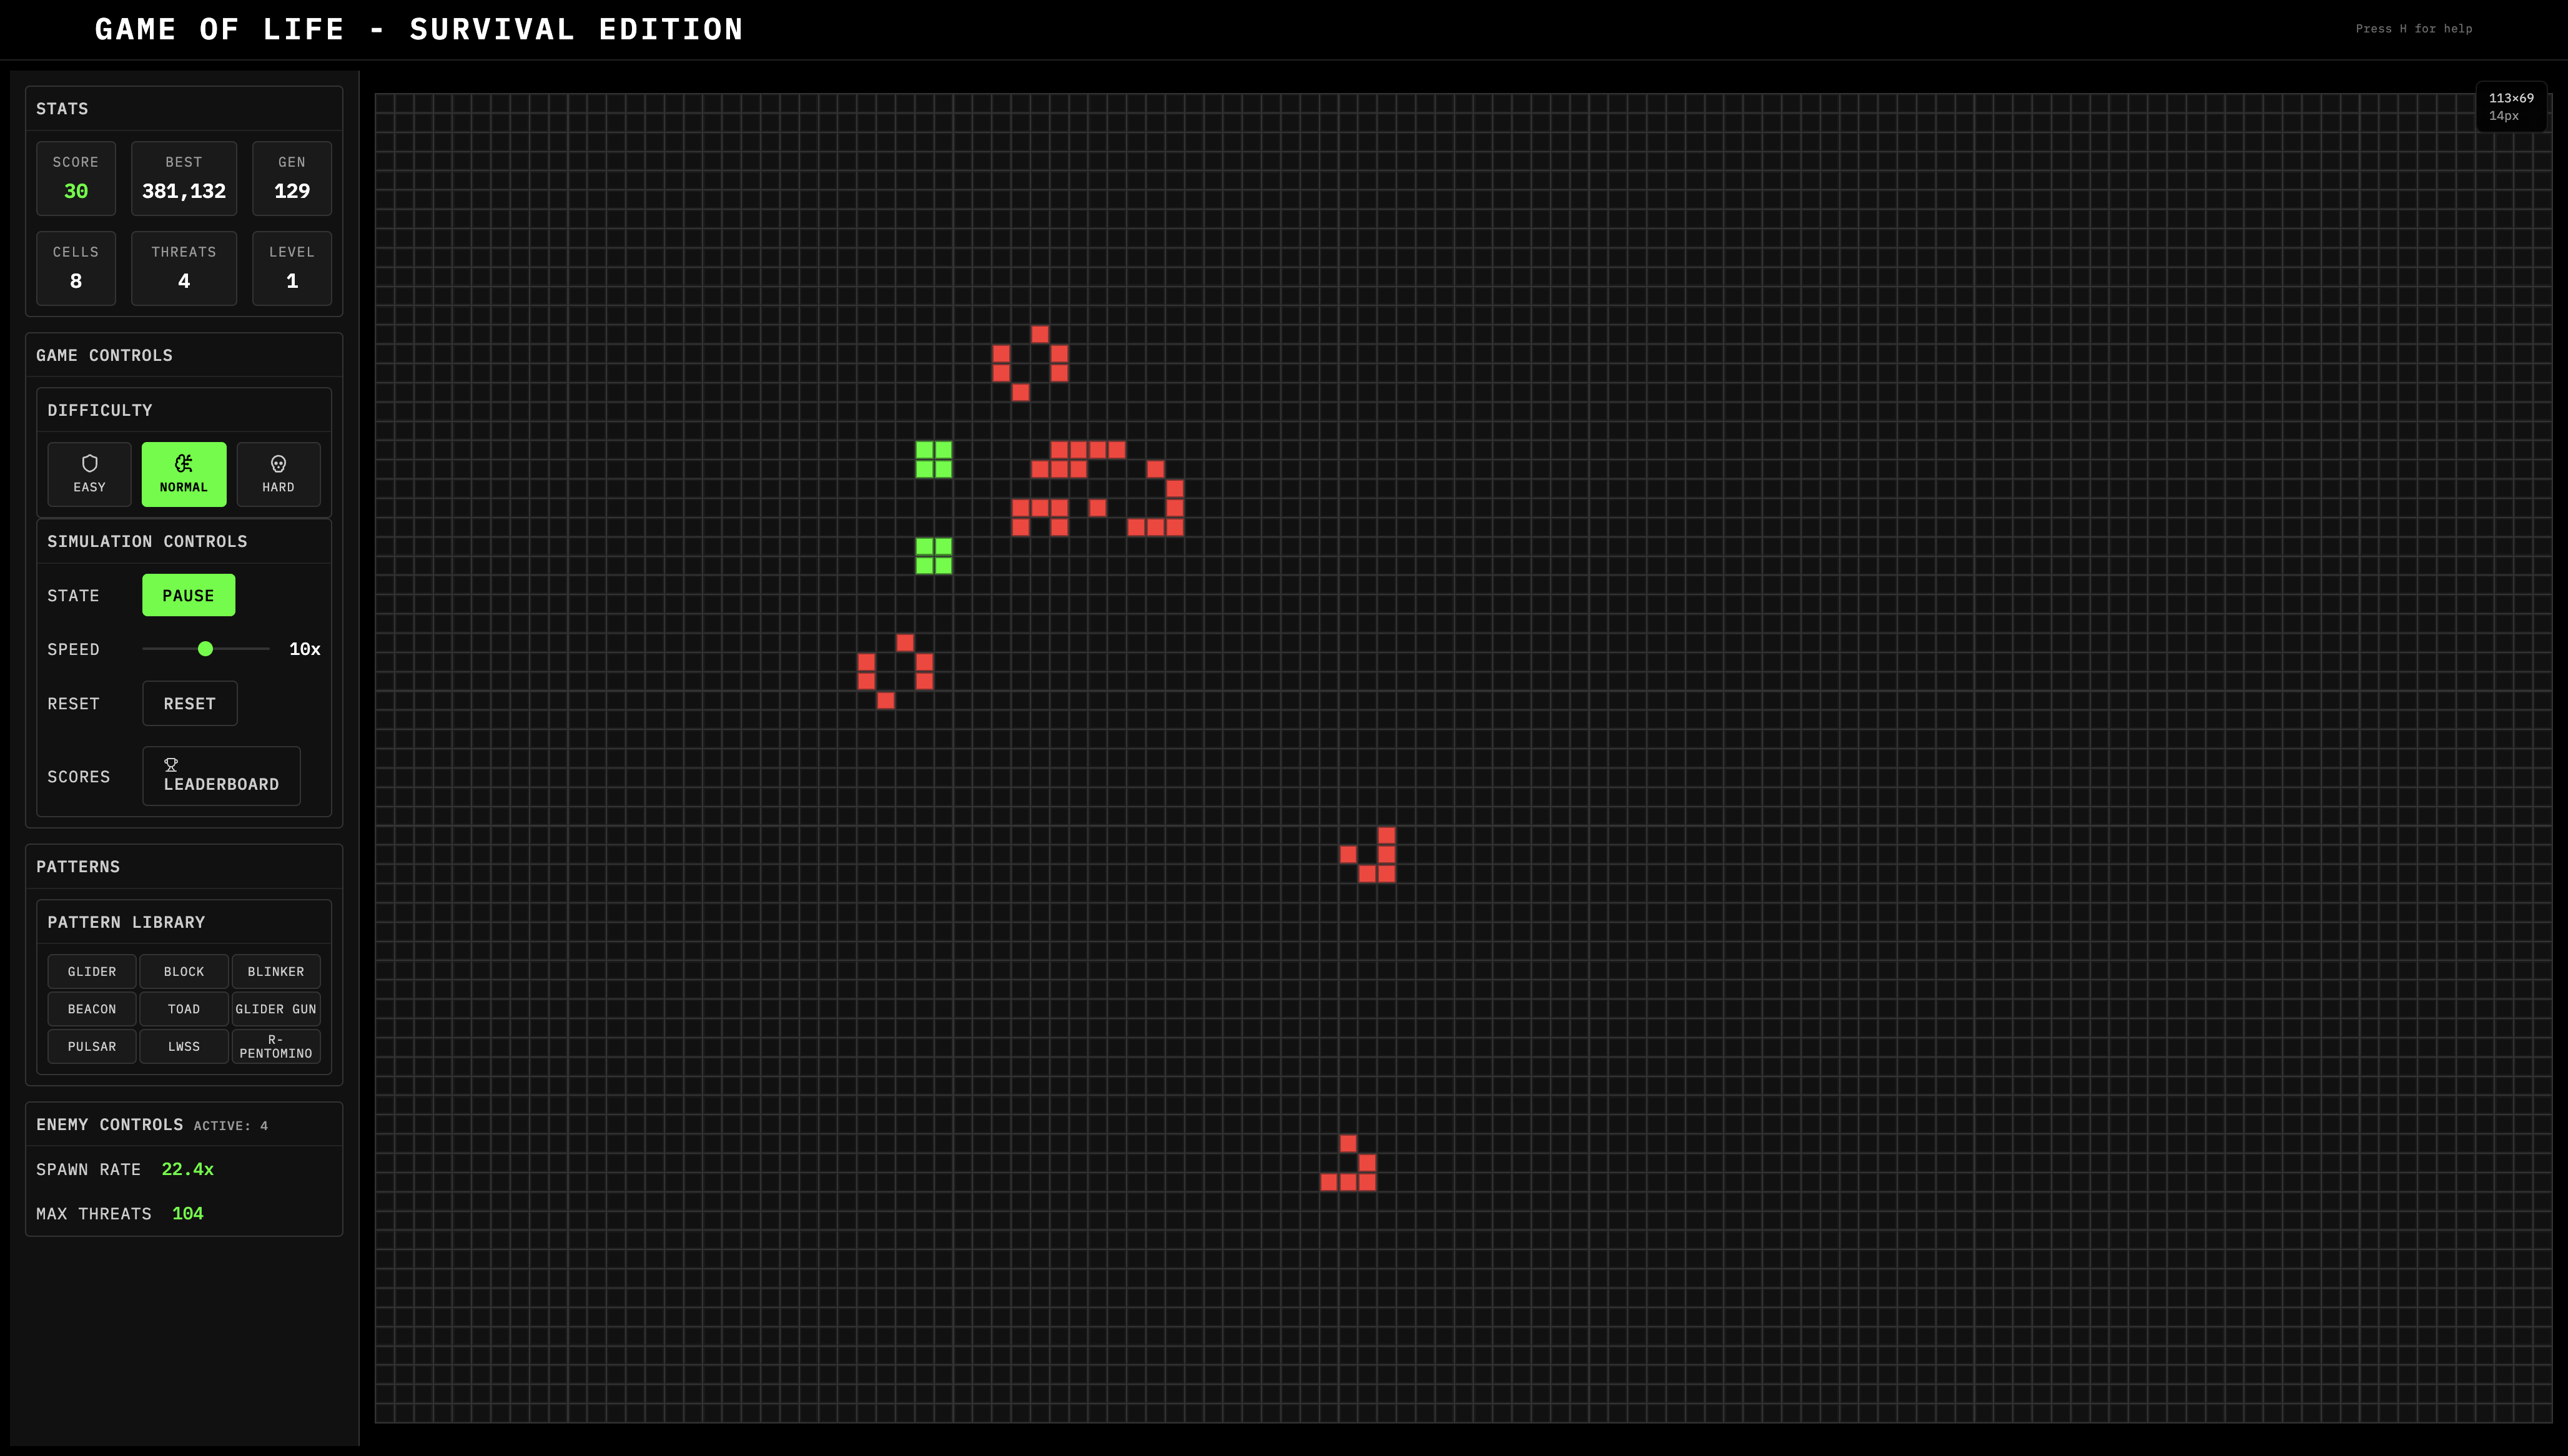 GAME OF LIFE - SURVIVAL EDITION
Press H for help
113×69
14px
STATS
SCORE
30
BEST
381,132
GEN
129
CELLS
8
THREATS
4
LEVEL
1
GAME CONTROLS
DIFFICULTY
EASY
NORMAL
HARD
SIMULATION CONTROLS
STATE
PAUSE
SPEED
10x
RESET
RESET
SCORES
LEADERBOARD
PATTERNS
PATTERN LIBRARY
GLIDER
BLOCK
BLINKER
BEACON
TOAD
GLIDER GUN
PULSAR
LWSS
R-
PENTOMINO
ENEMY CONTROLS ACTIVE: 4
SPAWN RATE 22.4x
MAX THREATS 104